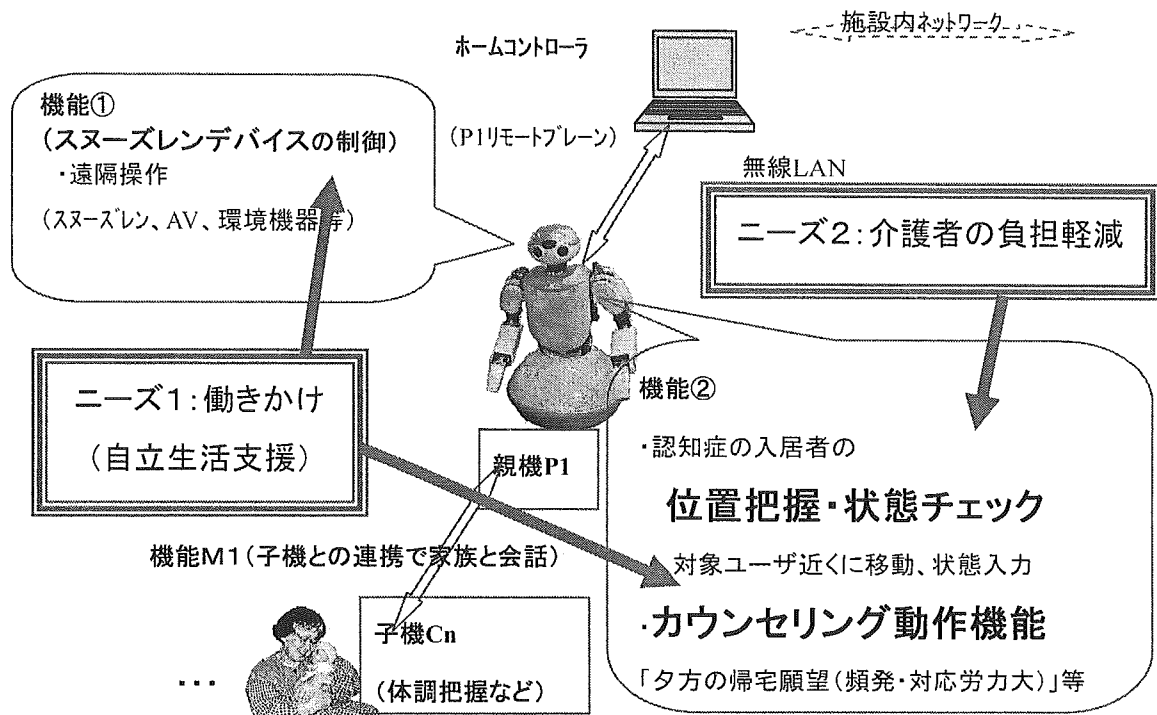 施設内ネットワーク
ホームコントローラ
機能①
(スヌーズレンデバイスの制御)
・遠隔操作
(スヌーズレン、AV、環境機器等)
(P1リモートブレーン)
無線LAN
ニーズ2:介護者の負担軽減
ニーズ1:働きかけ
(自立生活支援)
機能②
・認知症の入居者の
位置把握・状態チェック
対象ユーザ近くに移動、状態入力
・カウンセリング動作機能
「夕方の帰宅願望(頻発・対応労力大)」等
親機P1
機能M1(子機との連携で家族と会話)
子機Cn
(体調把握など)
…